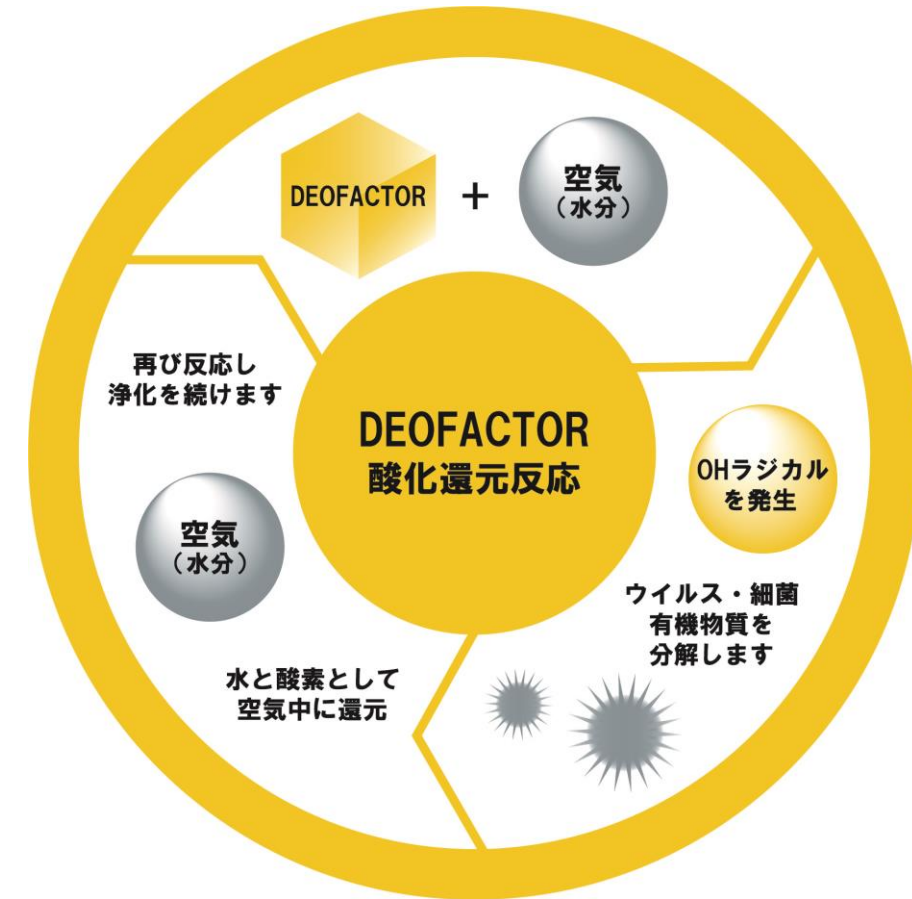 DEOFACTOR
+
空気
（水分）
OHラジカル
を発生
ウイルス・細菌
有機物質を
分解します
水と酸素として
空気中に還元
空気
（水分）
再び反応し
浄化を続けます
DEOFACTOR
酸化還元反応